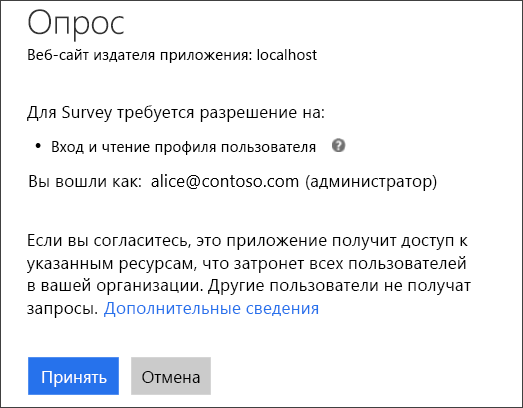 Опрос
Веб-сайт издателя приложения: localhost
Для Survey требуется разрешение на:
• Вход и чтение профиля пользователя ?
Вы вошли как: alice@contoso.com (администратор)
Если вы согласитесь, это приложение получит доступ к
указанным ресурсам, что затронет всех пользователей
в вашей организации. Другие пользователи не получат
запросы. Дополнительные сведения
Принять Отмена